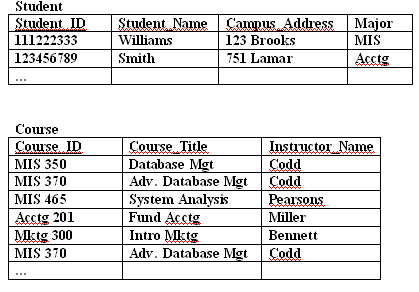 Student
Student_ID Student_Name Campus_Address Major
111222333 Williams 123 Brooks MIS
123456789 Smith 751 Lamar Acctg
...
Course
Course_ID Course_Title Instructor_Name
MIS 350 Database Mgt Codd
MIS 370 Adv. Database Mgt Codd
MIS 465 System Analysis Pearsons
Acctg 201 Fund Acctg Miller
Mktg 300 Intro Mktg Bennett
MIS 370 Adv. Database Mgt Codd
...